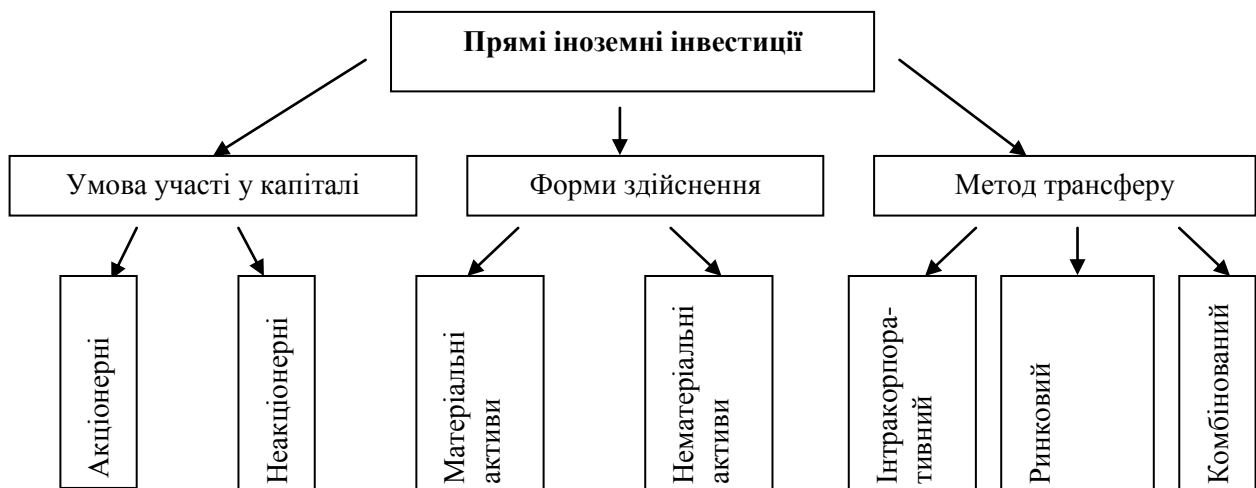 Прямі іноземні інвестиції
Умова участі у капіталі
Форми здійснення
Метод трансферу
Акціонерні
Неакціонерні
Матеріальні
активи
Нематеріальні
активи
Інтракорпора-
тивний
Ринковий
Комбінований